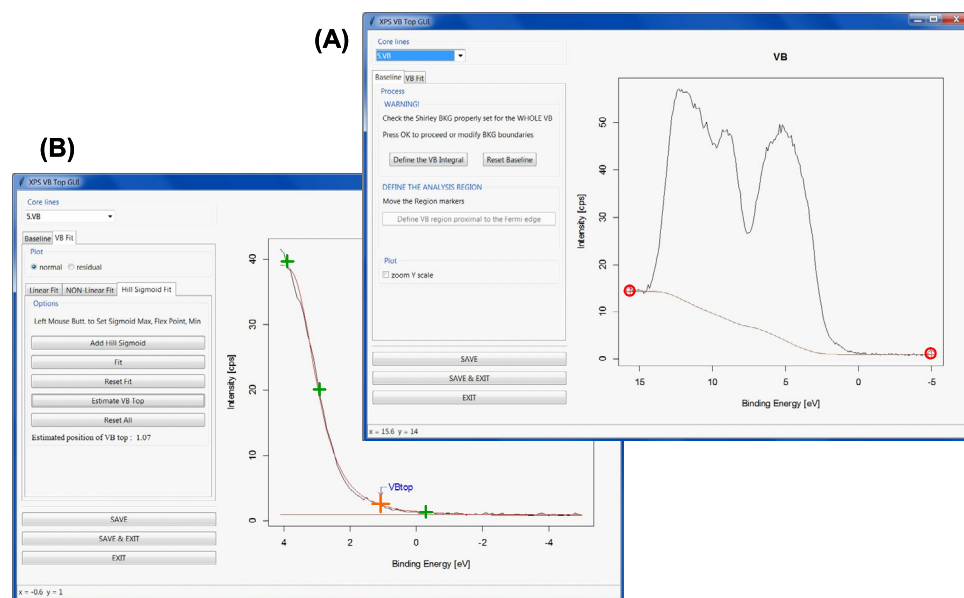 (A)
XPS VB Top GUI
Core lines
5.VB
Baseline VB Fit
Process
WARNING!
Check the Shirley BKG properly set for the WHOLE VB
Press OK to proceed or modify BKG boundaries
Define the VB Integral Reset Baseline
DEFINE THE ANALYSIS REGION
Move the Region markers
Define VB region proximal to the Fermi edge
Plot
zoom Y scale
SAVE
SAVE & EXIT
EXIT
x = 15.6 y = 14
VB
Intensity [cps]
50
40
30
20
10
0
15 10 5 0 -5
Binding Energy [eV]
(B)
XPS VB Top GUI
Core lines
5.VB
Baseline VB Fit
Plot
normal residual
Linear Fit NON-Linear Fit Hill Sigmoid Fit
Options
Left Mouse Butt. to Set Sigmoid Max, Flex Point, Min
Add Hill Sigmoid
Fit
Reset Fit
Estimate VB Top
Reset All
Estimated position of VB top : 1.07
SAVE
SAVE & EXIT
EXIT
x = -0.6 y = 1
Intensity [cps]
40
30
20
10
0
VBtop
4 2 0 -2 -4
Binding Energy [eV]